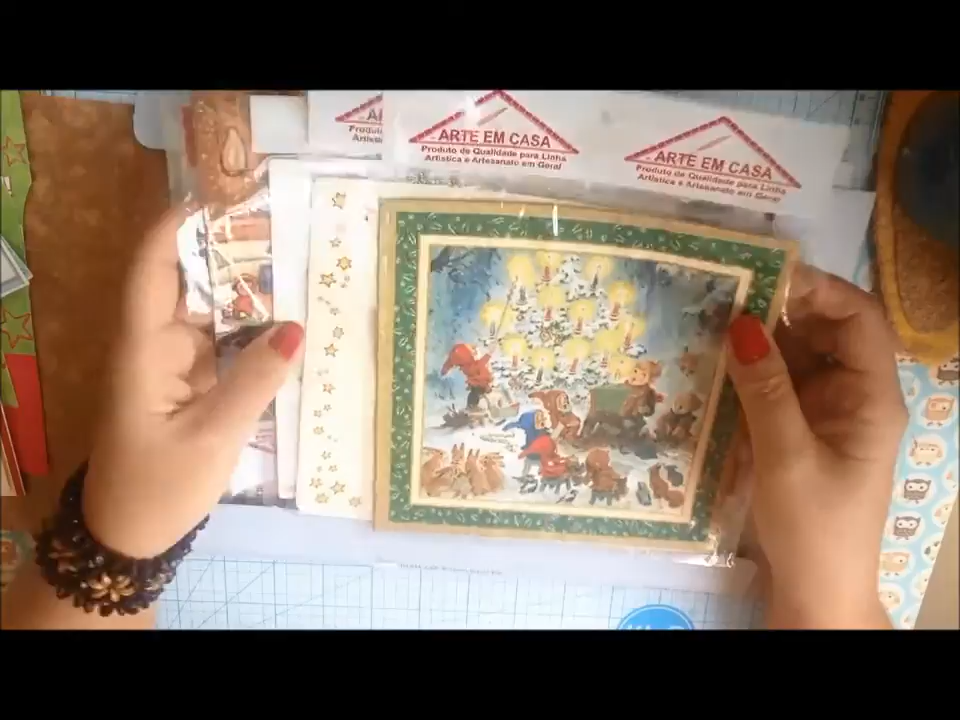 ARTE EM CASA
Produto de Qualidade para Linha
Artística e Artesanato em Geral
ARTE EM CASA
Produto de Qualidade para Linha
Artística e Artesanato em Geral